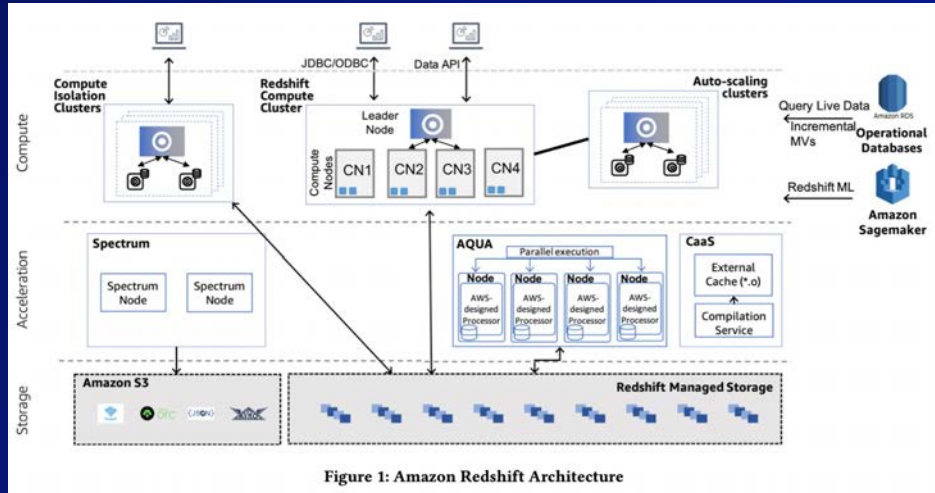 JDBC/ODBC
Data API
Compute
Isolation
Clusters
Redshift
Compute
Cluster
Auto-scaling
clusters
Leader
Node
Compute
Nodes
CN1
CN2
CN3
CN4
Query Live Data
Incremental
MVs
Amazon RDS
Operational
Databases
Redshift ML
Amazon
Sagemaker
Compute
Spectrum
Spectrum
Node
Spectrum
Node
AQUA
Parallel execution
Node
AWS-
designed
Processor
Node
AWS-
designed
Processor
Node
AWS-
designed
Processor
Node
AWS-
designed
Processor
CaaS
External
Cache (*.o)
Compilation
Service
Acceleration
Amazon S3
ORC
{JSON}
Redshift Managed Storage
Storage
Figure 1: Amazon Redshift Architecture